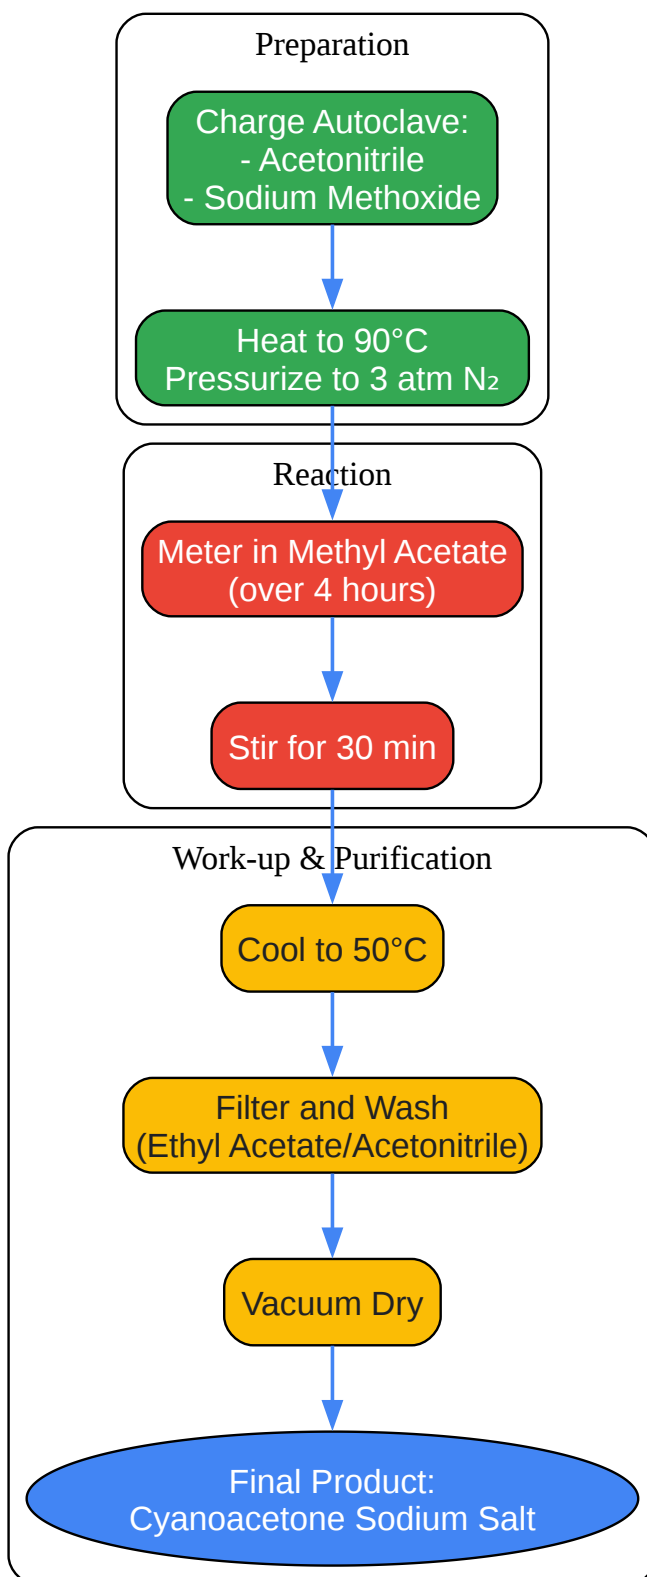 Preparation
Charge Autoclave:
- Acetonitrile
- Sodium Methoxide
Heat to 90°C
Pressurize to 3 atm N₂
Reaction
Meter in Methyl Acetate
(over 4 hours)
Stir for 30 min
Work-up & Purification
Cool to 50°C
Filter and Wash
(Ethyl Acetate/Acetonitrile)
Vacuum Dry
Final Product:
Cyanoacetone Sodium Salt